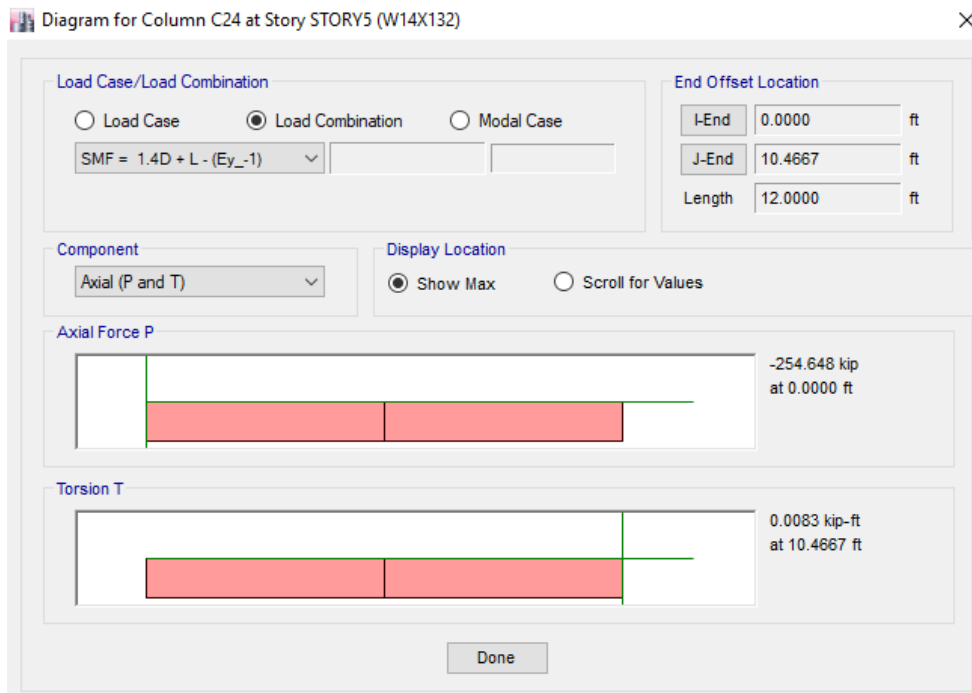 Diagram for Column C24 at Story STORY5 (W14X132)
Load Case/Load Combination
Load Case
Load Combination
Modal Case
SMF = 1.4D + L - (Ey_-1)
End Offset Location
I-End 0.0000 ft
J-End 10.4667 ft
Length 12.0000 ft
Component
Axial (P and T)
Display Location
Show Max
Scroll for Values
Axial Force P
-254.648 kip
at 0.0000 ft
Torsion T
0.0083 kip-ft
at 10.4667 ft
Done